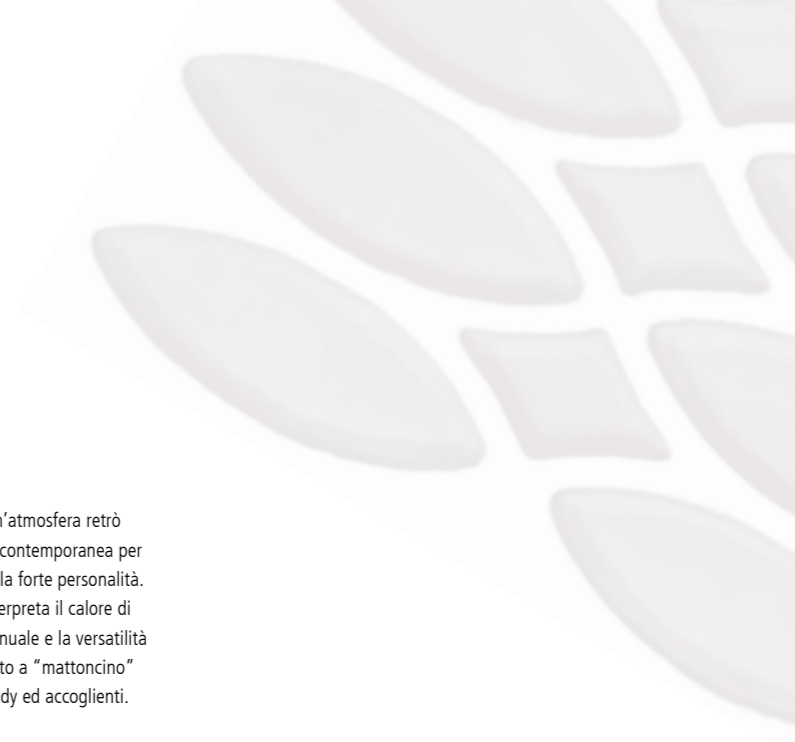 'atmosfera retrò
contemporanea per
la forte personalità.
erpreta il calore di
nuale e la versatilità
to a “mattoncino”
dy ed accoglienti.